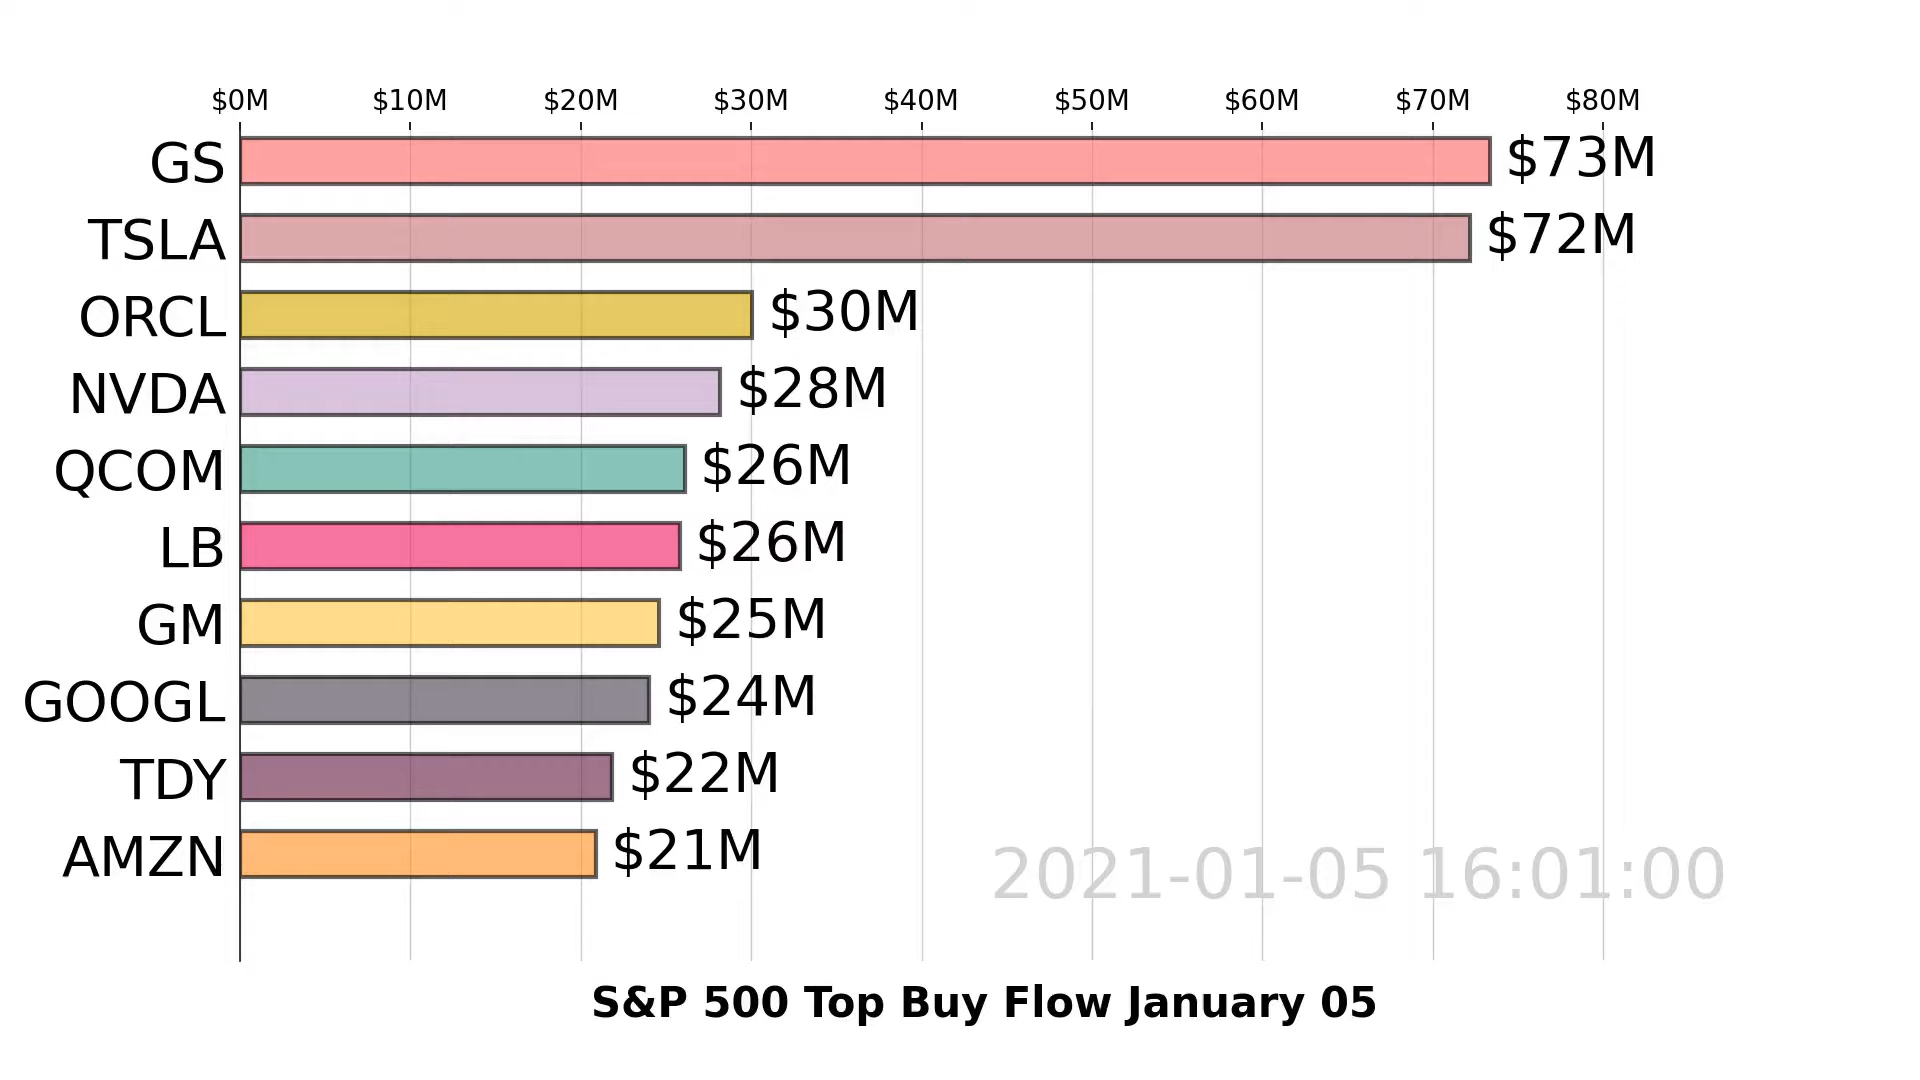 $0M $10M $20M $30M $40M $50M $60M $70M $80M
GS $73M
TSLA $72M
ORCL $30M
NVDA $28M
QCOM $26M
LB $26M
GM $25M
GOOGL $24M
TDY $22M
AMZN $21M
2021-01-05 16:01:00
S&P 500 Top Buy Flow January 05